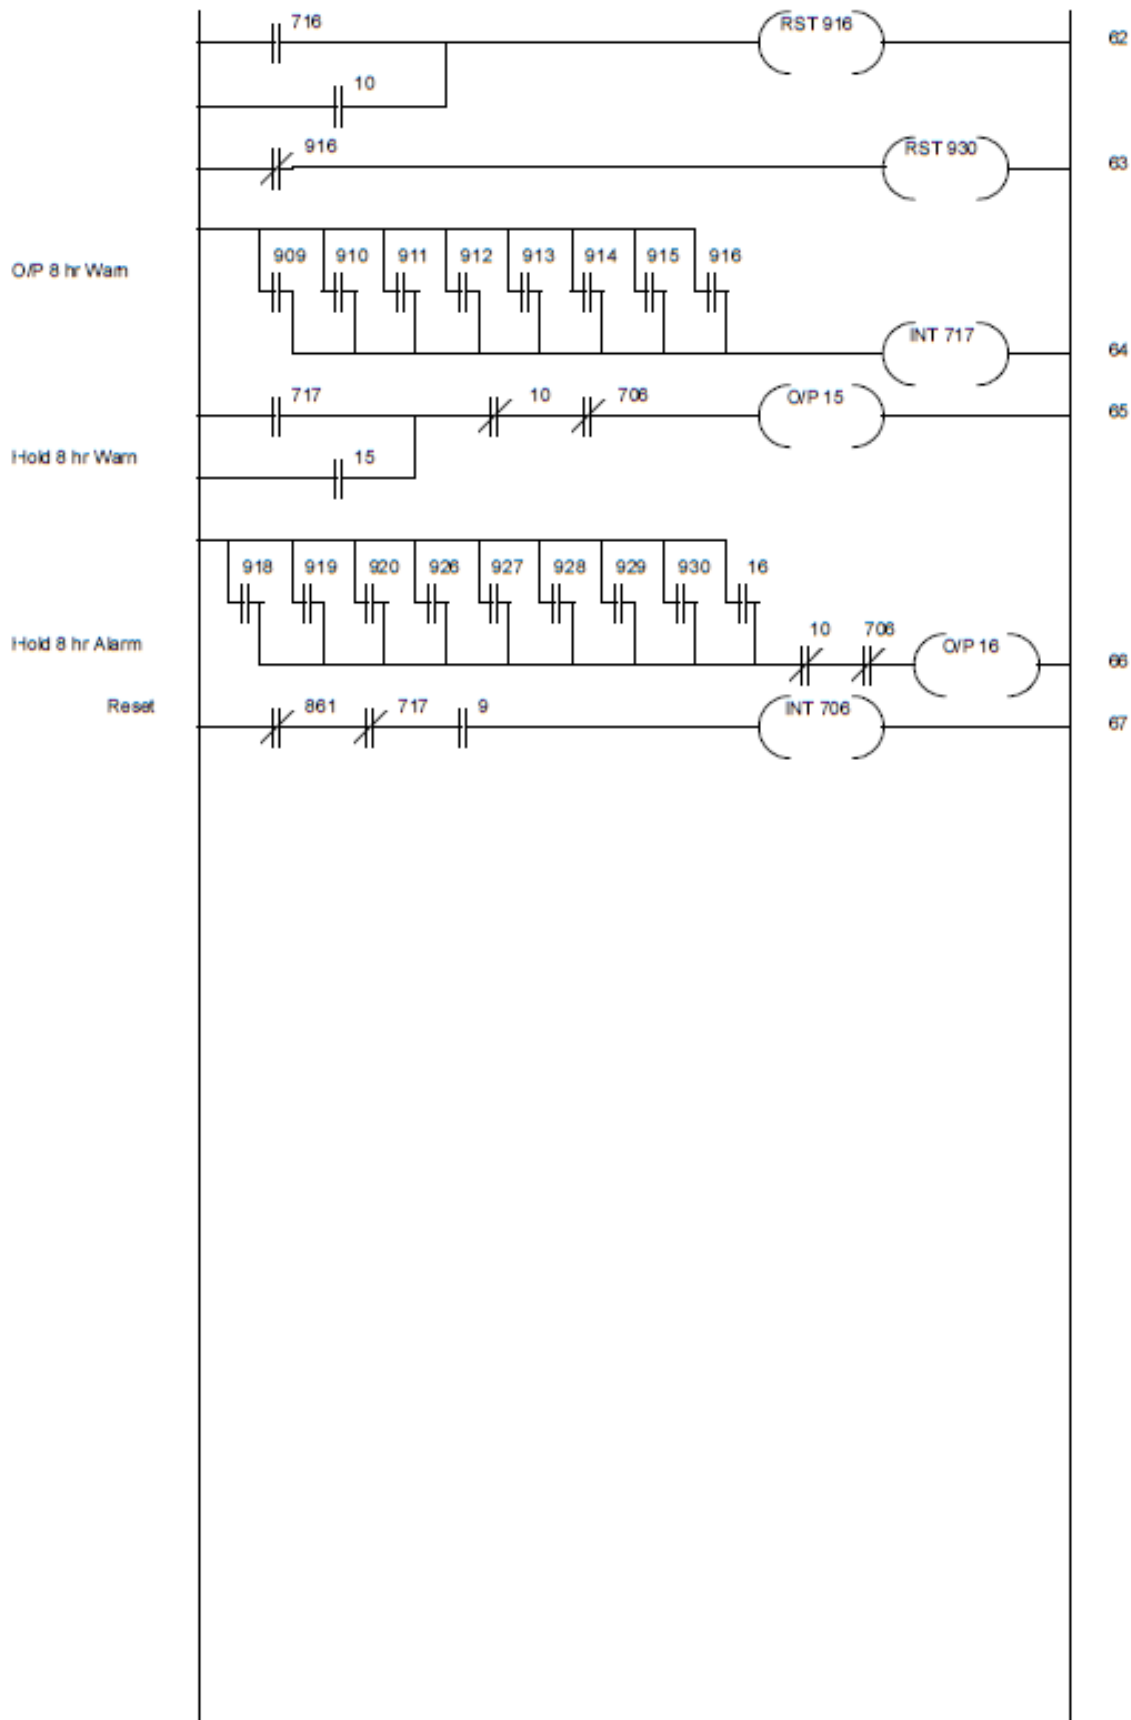 716 RST 916 62
10
916 RST 930 63
909 910 911 912 913 914 915 916
O/P 8 hr Warn
INT 717 64
717 10 706 O/P 15 65
Hold 8 hr Warn 15
918 919 920 926 927 928 929 930 16
Hold 8 hr Alarm 10 706 O/P 16 66
Reset 861 717 9 INT 706 67